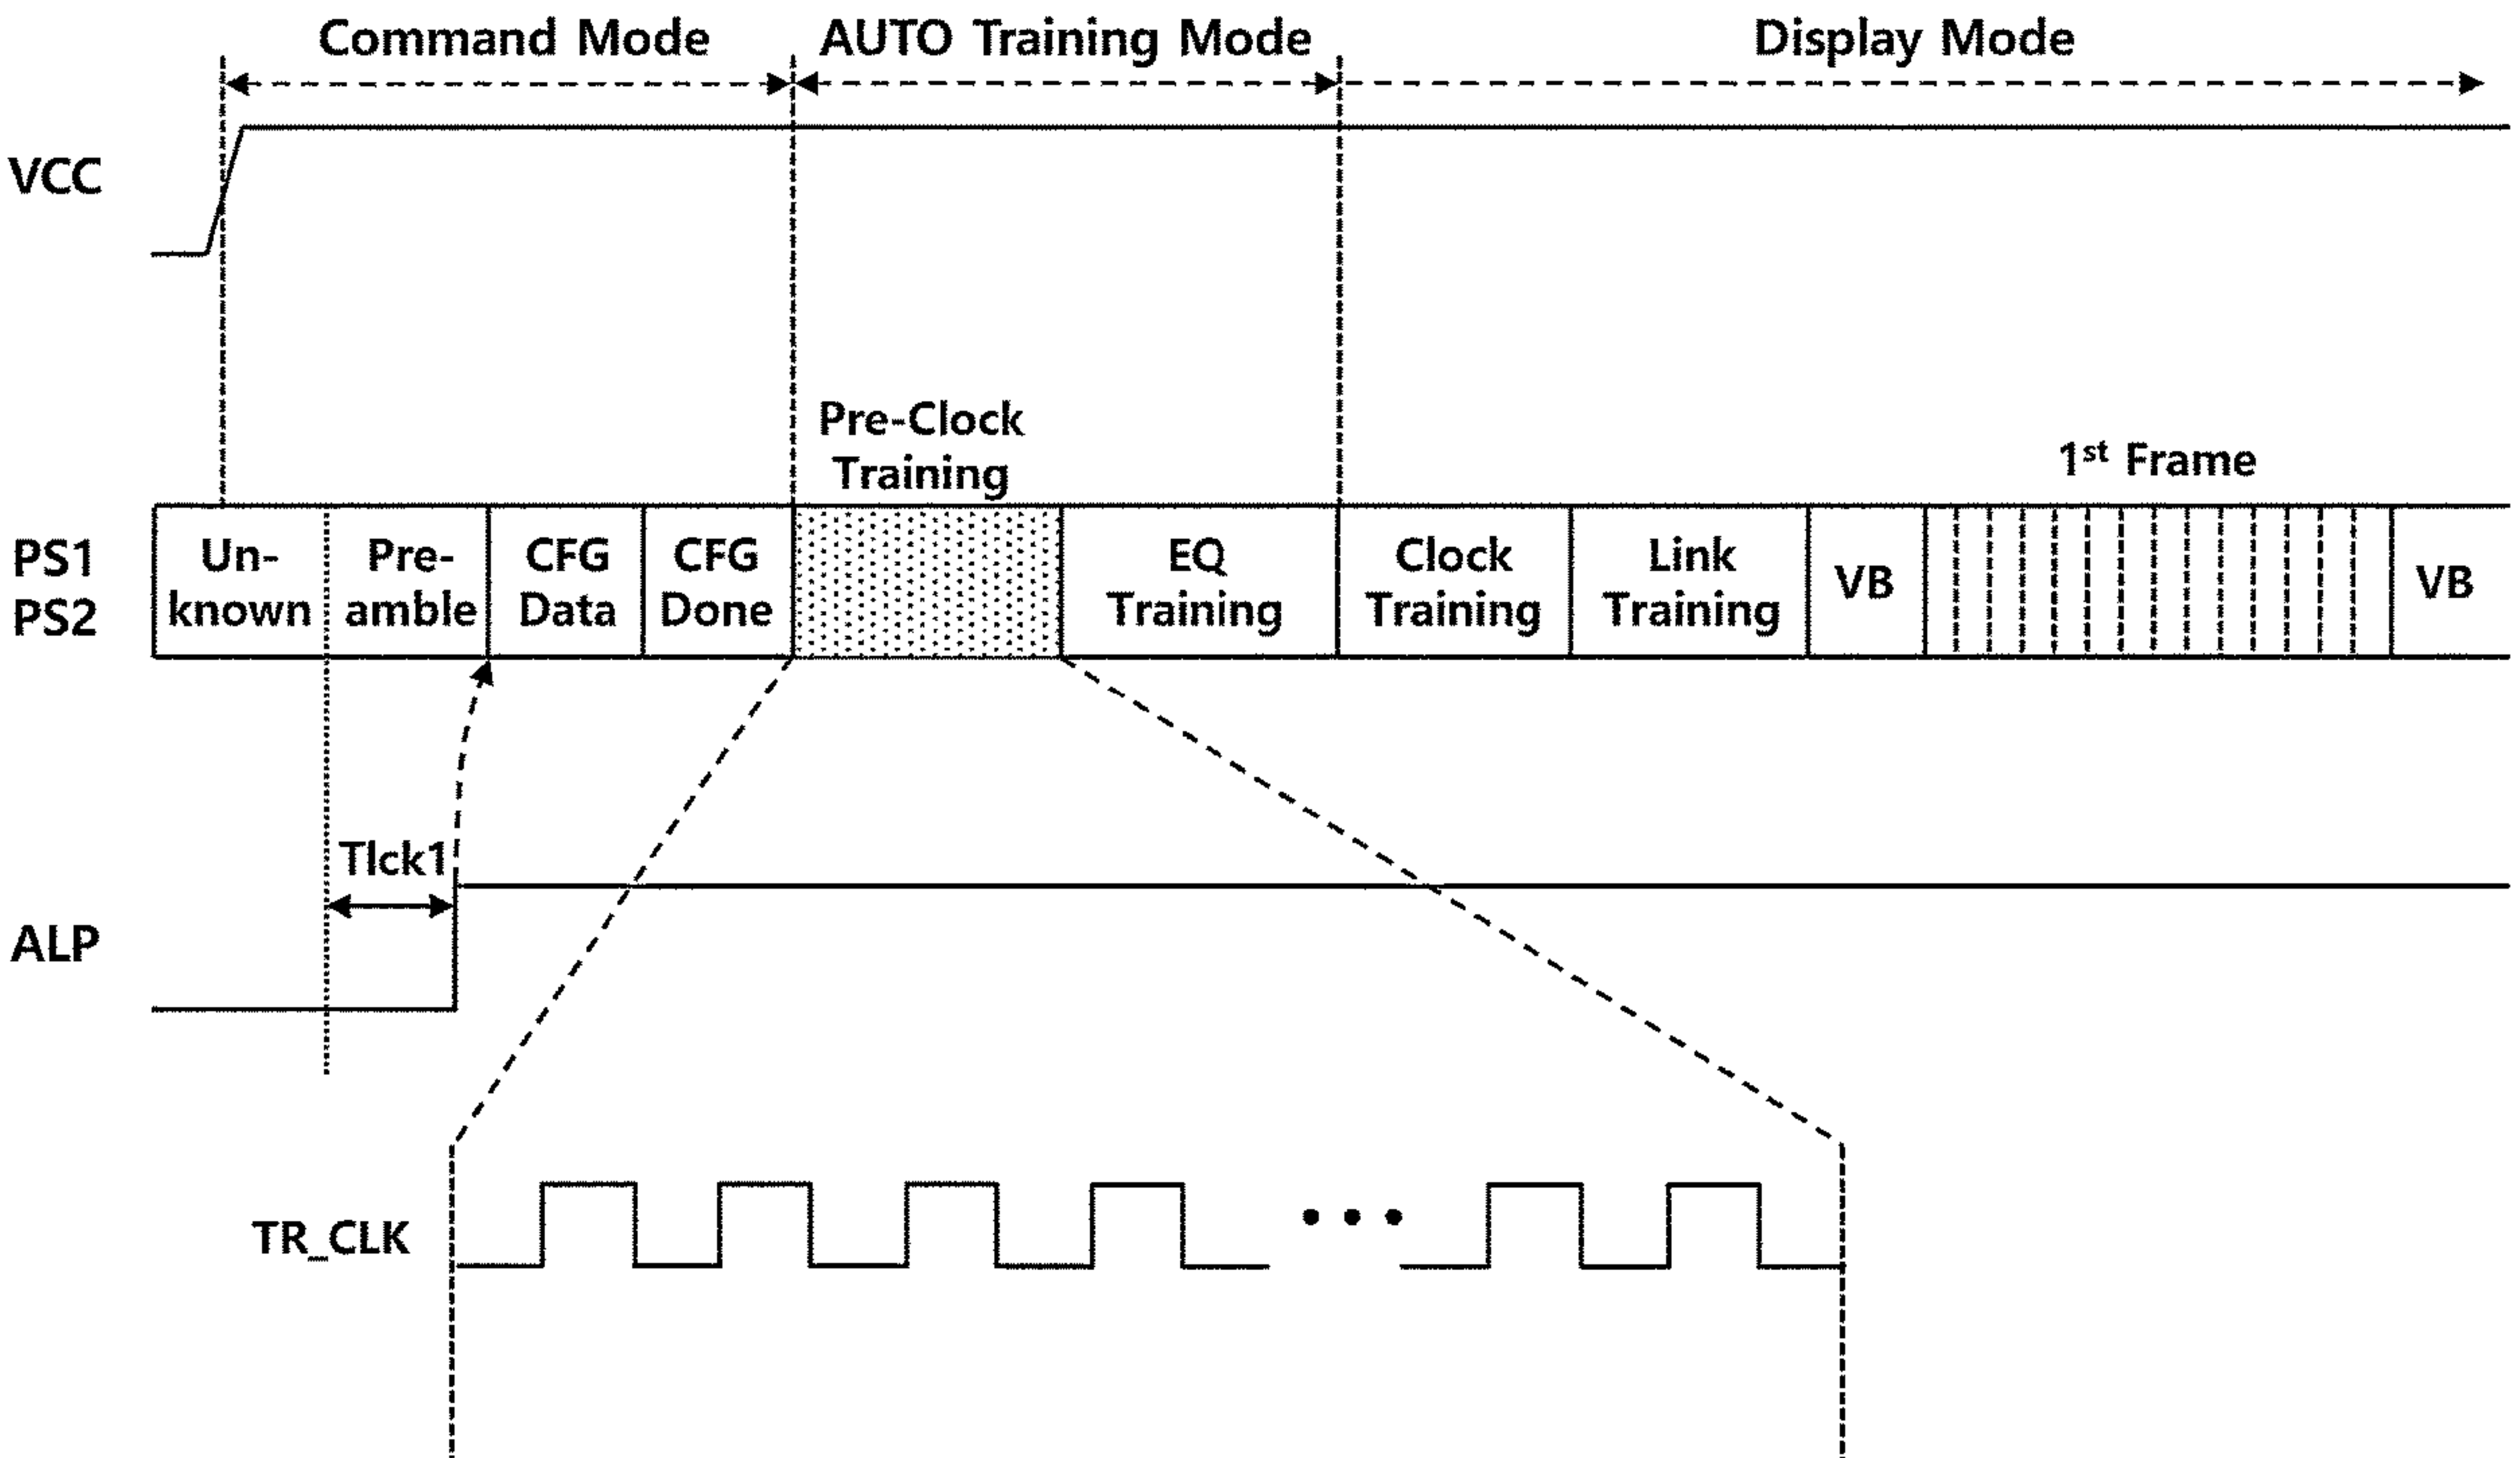 Command Mode AUTO Training Mode Display Mode
VCC
Pre-Clock
Training
1st Frame
PS1
PS2
Un-
known
Pre-
amble
CFG
Data
CFG
Done
EQ
Training
Clock
Training
Link
Training
VB
VB
Tlck1
ALP
TR_CLK